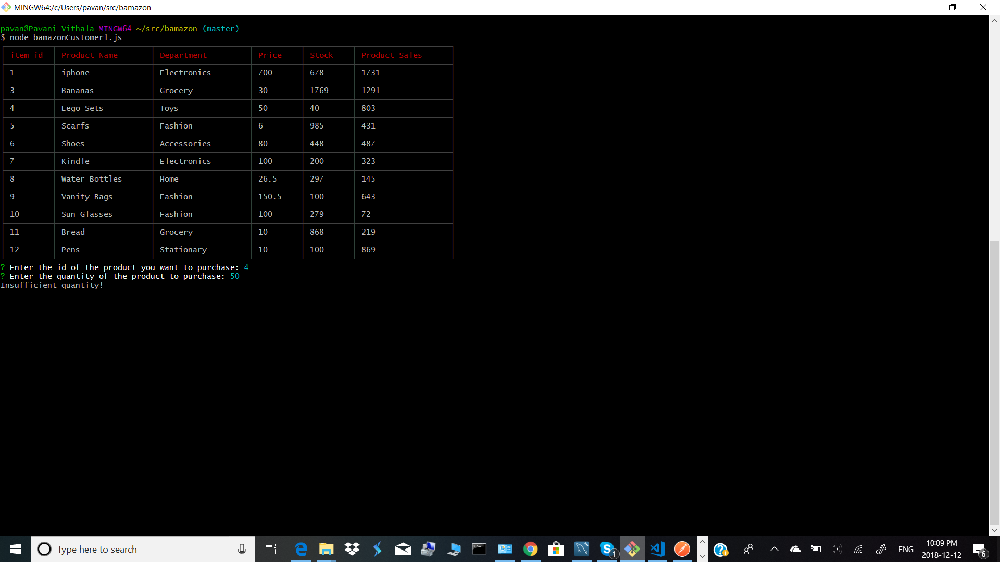 MINGW64:/c/Users/pavan/src/bamazon
pavan@Pavani-Vithala MINGW64 ~/src/bamazon (master)
$ node bamazonCustomer1.js
item_id Product_Name Department Price Stock Product_Sales
1 iphone Electronics 700 678 1731
3 Bananas Grocery 30 1769 1291
4 Lego Sets Toys 50 40 803
5 Scarfs Fashion 6 985 431
6 Shoes Accessories 80 448 487
7 Kindle Electronics 100 200 323
8 Water Bottles Home 26.5 297 145
9 Vanity Bags Fashion 150.5 100 643
10 Sun Glasses Fashion 100 279 72
11 Bread Grocery 10 868 219
12 Pens Stationary 10 100 869
? Enter the id of the product you want to purchase: 4
? Enter the quantity of the product to purchase: 50
Insufficient quantity!
Type here to search
1
ENG
10:09 PM
2018-12-12
6